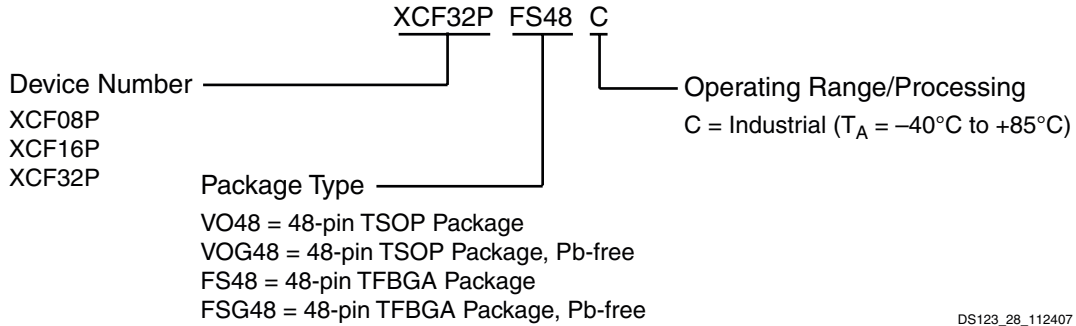 XCF32P FS48 C
Device Number
XCF08P
XCF16P
XCF32P
Package Type
VO48 = 48-pin TSOP Package
VOG48 = 48-pin TSOP Package, Pb-free
FS48 = 48-pin TFBGA Package
FSG48 = 48-pin TFBGA Package, Pb-free
Operating Range/Processing
C = Industrial (TA = –40°C to +85°C)
DS123_28_112407